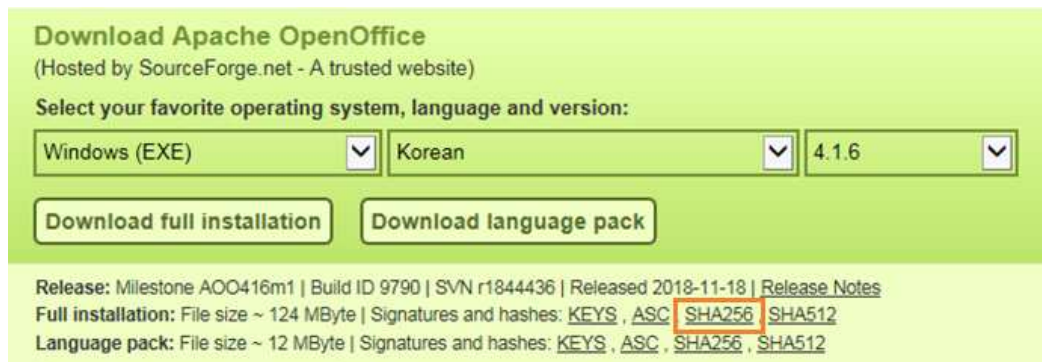 Download Apache OpenOffice
(Hosted by SourceForge.net - A trusted website)
Select your favorite operating system, language and version:
Windows (EXE) Korean 4.1.6
Download full installation Download language pack
Release: Milestone AOO416m1 | Build ID 9790 | SVN r1844436 | Released 2018-11-18 | Release Notes
Full installation: File size ~ 124 MByte | Signatures and hashes: KEYS , ASC , SHA256 , SHA512
Language pack: File size ~ 12 MByte | Signatures and hashes: KEYS , ASC , SHA256 , SHA512